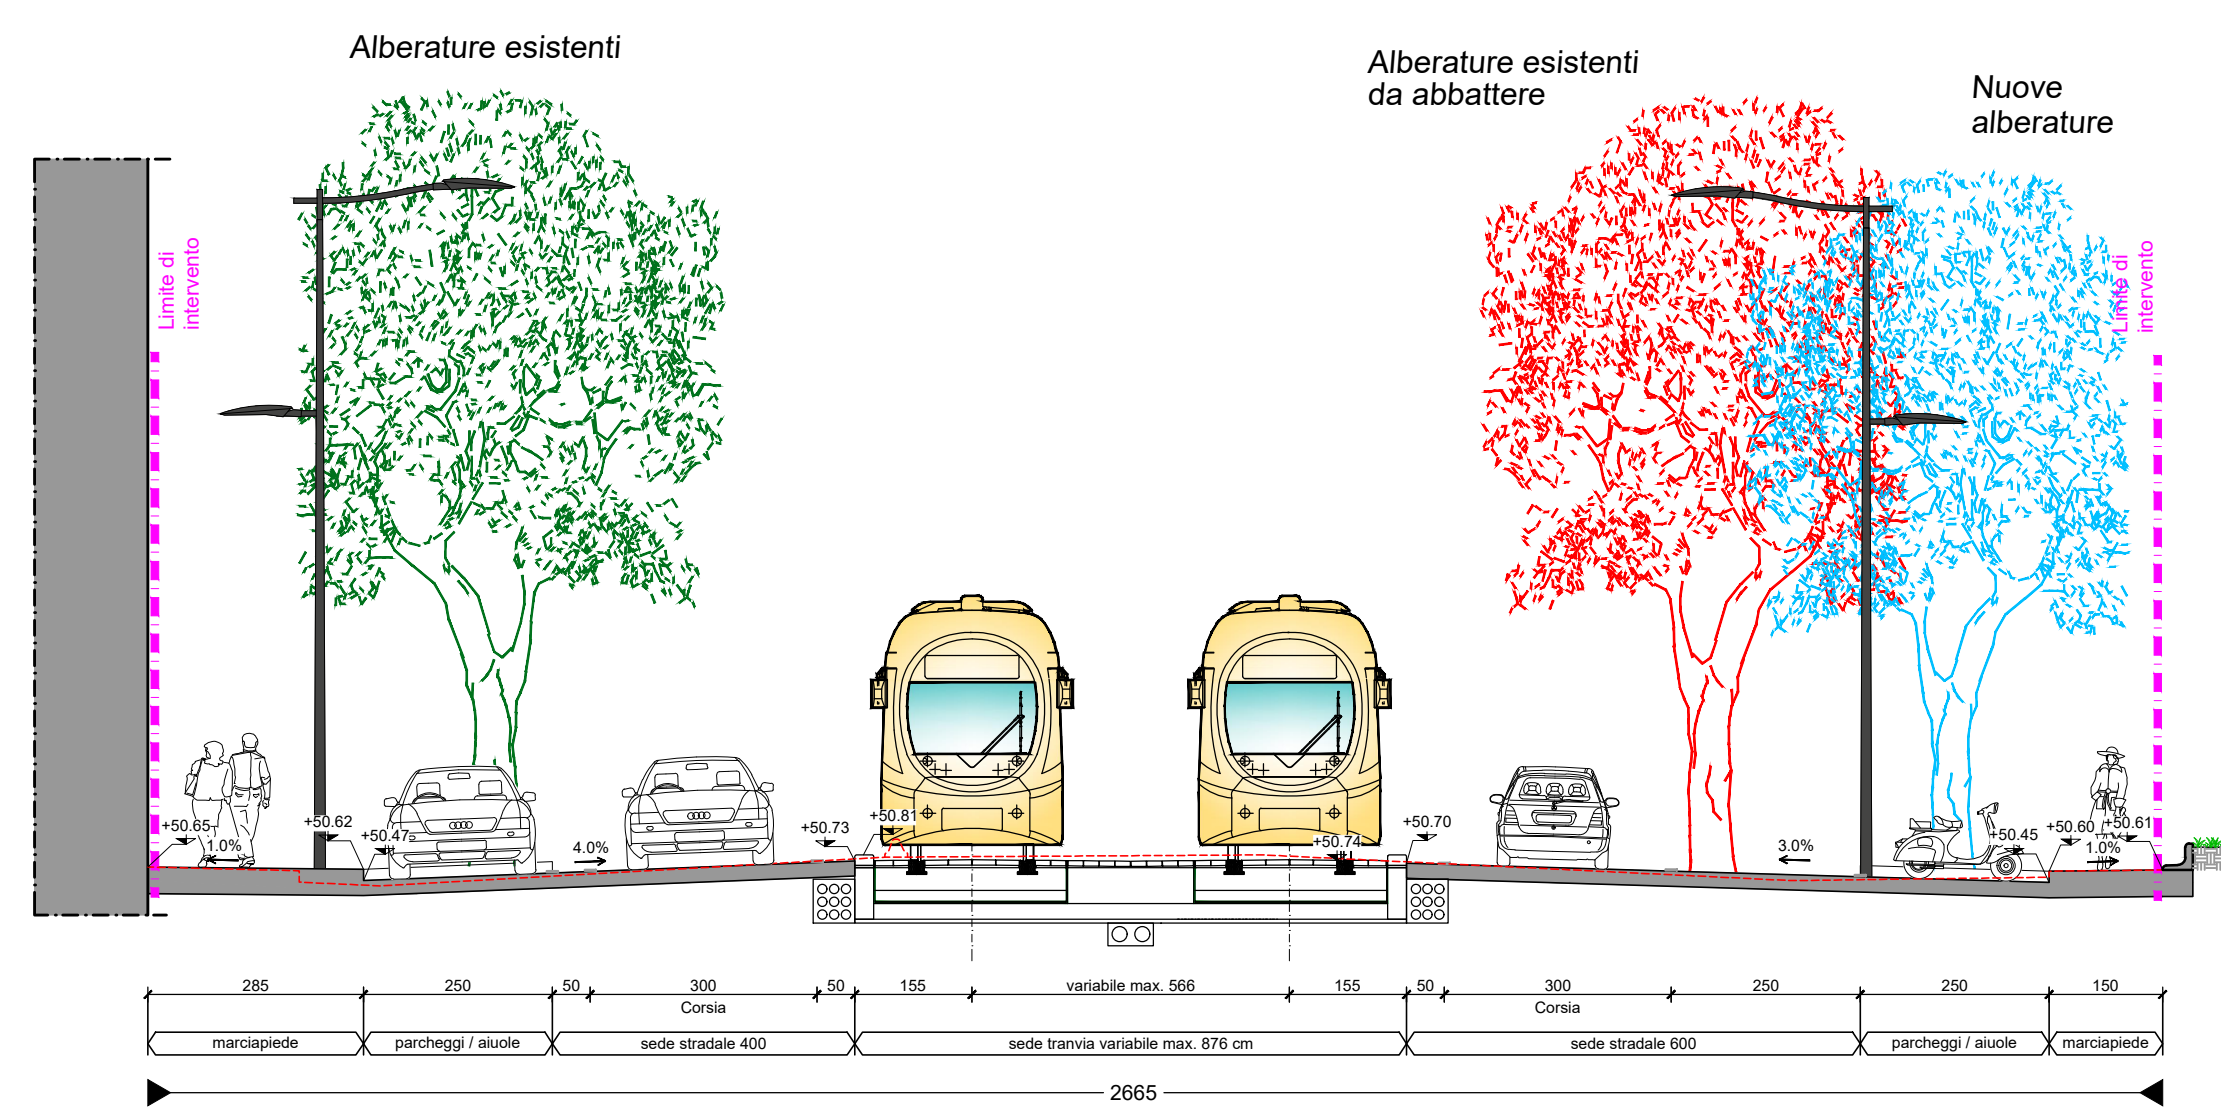 Alberature esistenti
Alberature esistenti
da abbattere
Nuove
alberature
Limite di
intervento
Limite di
intervento
+50.65
1.0%
+50.62
+50.47
4.0%
+50.73
+50.81
+50.74
+50.70
3.0%
+50.45
+50.60
1.0%
+50.61
285
250
50
300
50
155
variabile max. 566
155
50
300
250
250
150
Corsia
Corsia
marciapiede
parcheggi / aiuole
sede stradale 400
sede tranvia variabile max. 876 cm
sede stradale 600
parcheggi / aiuole
marciapiede
2665